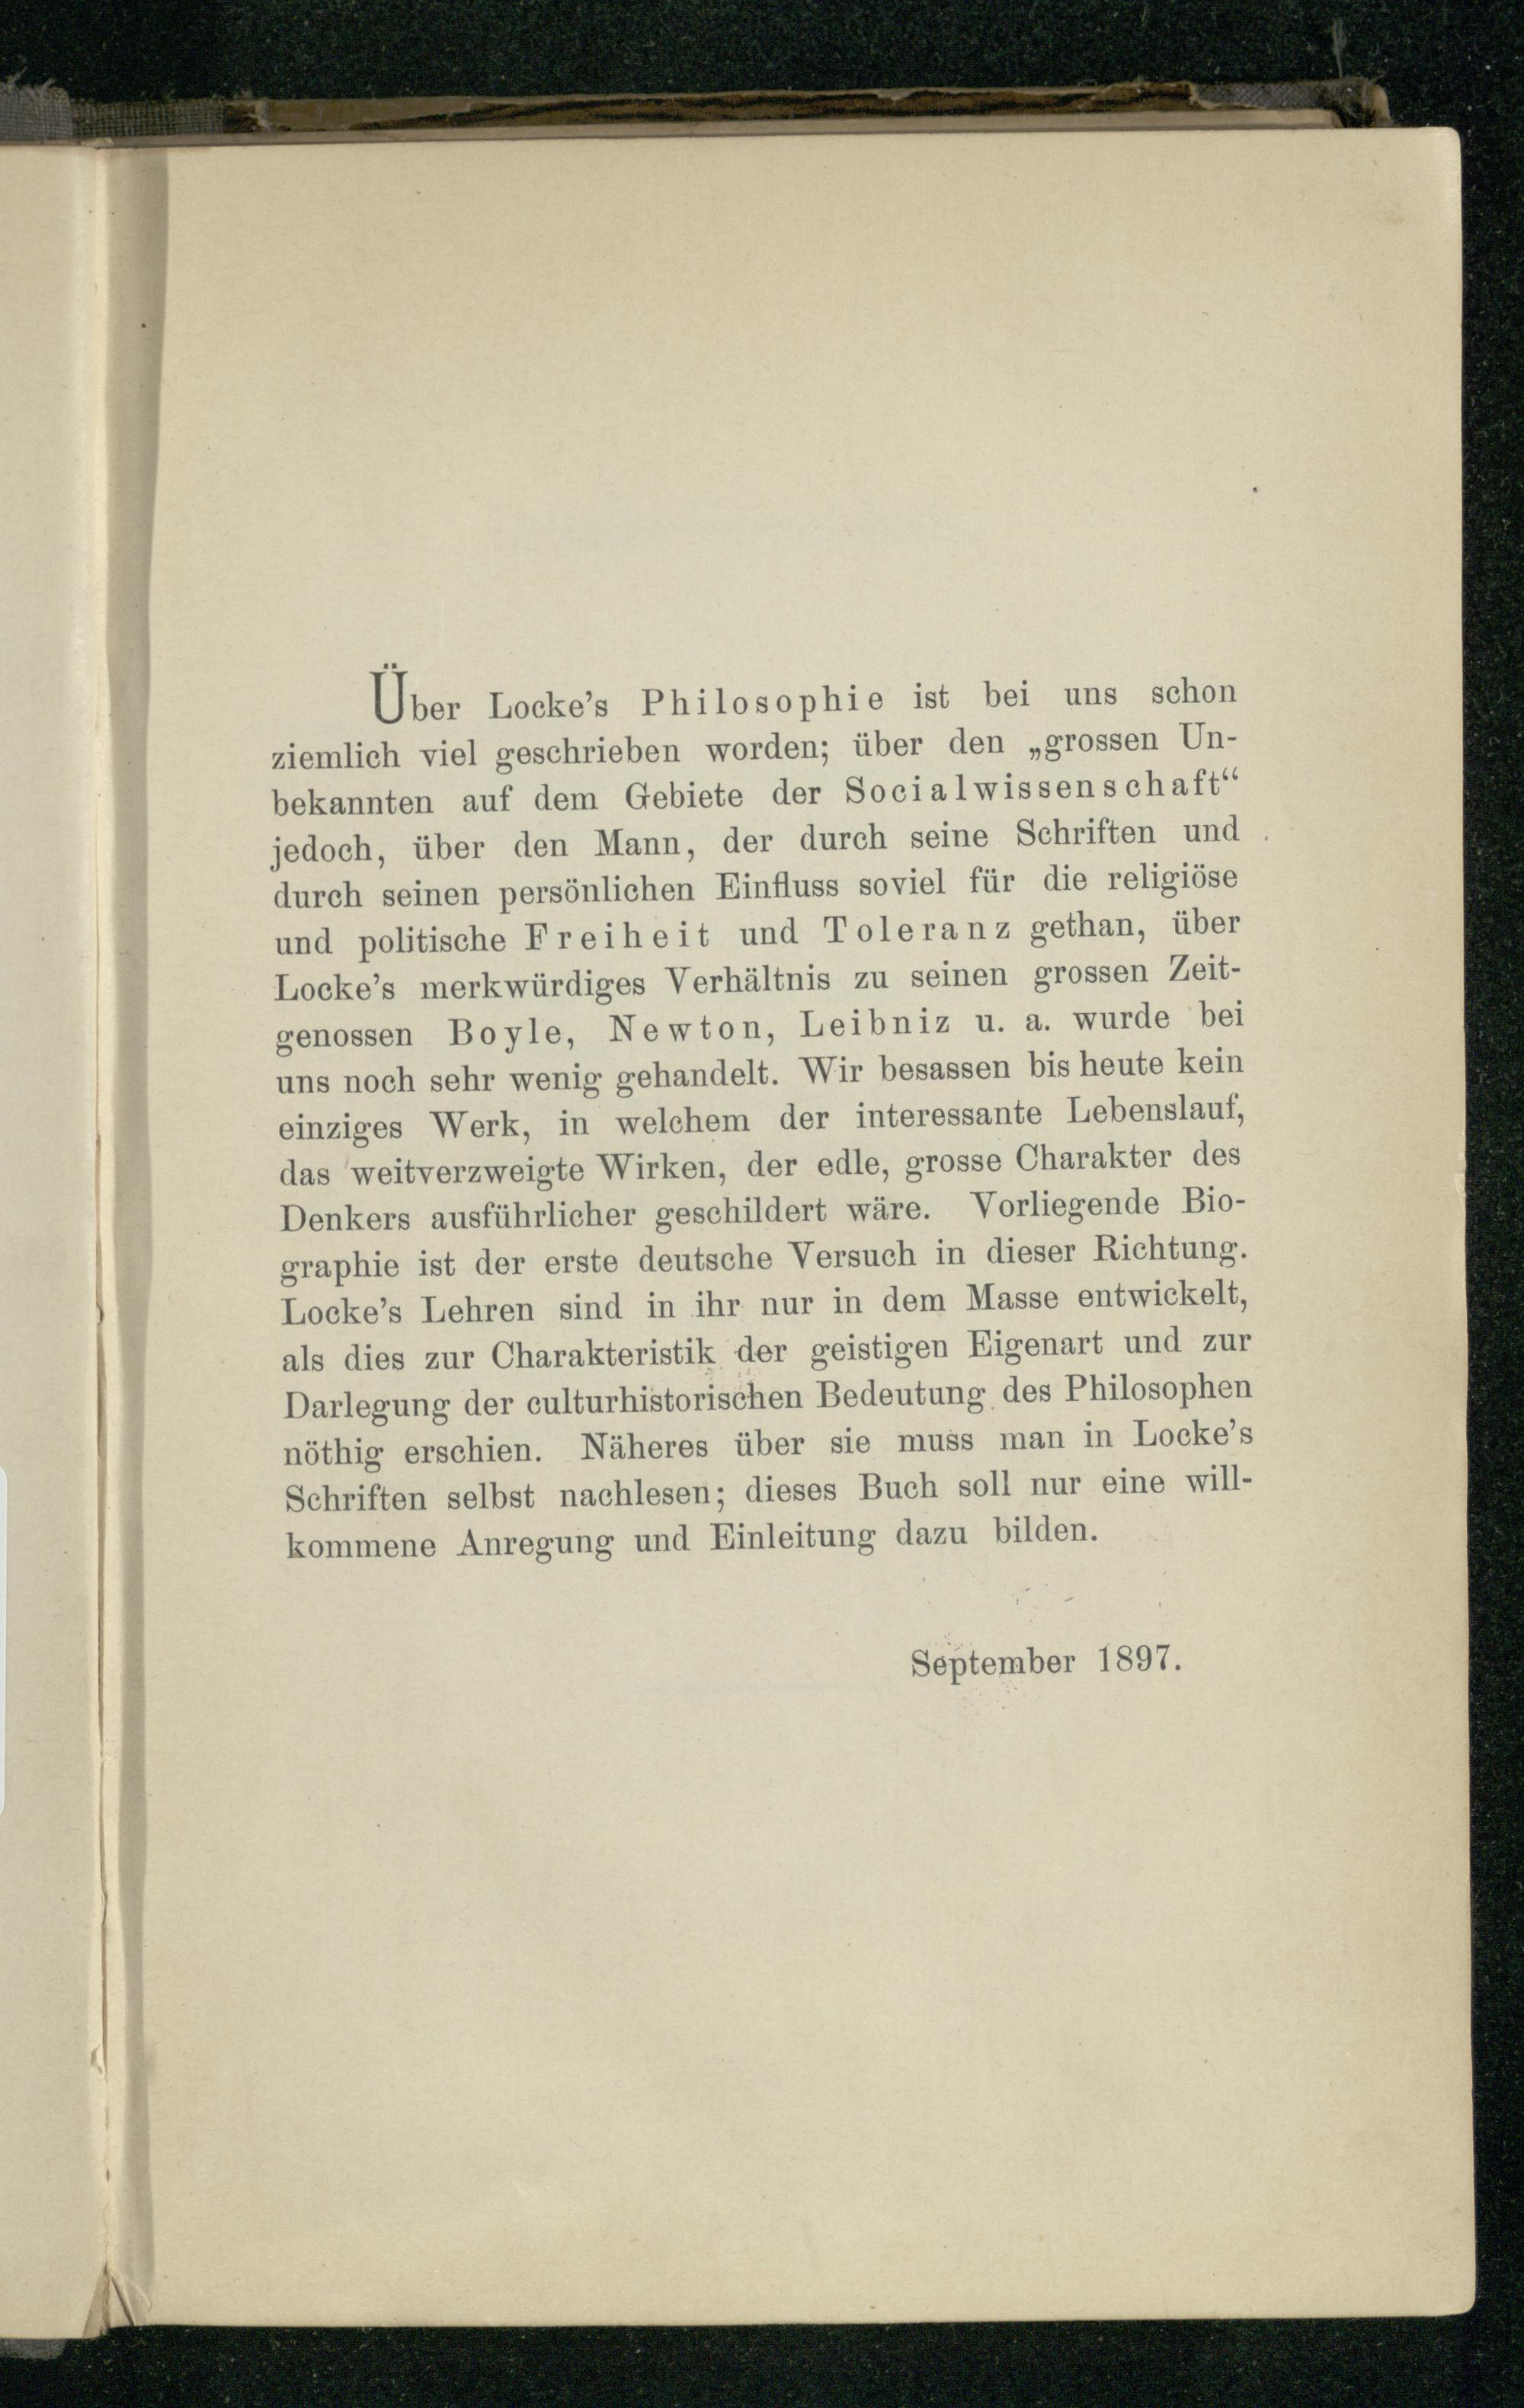 Über Locke's Philosophie ist bei uns schon
ziemlich viel geschrieben worden; über den „grossen Un-
bekannten auf dem Gebiete der Socialwissenschaft“
jedoch, über den Mann, der durch seine Schriften und
durch seinen persönlichen Einfluss soviel für die religiöse
und politische Freiheit und Toleranz gethan, über
Locke's merkwürdiges Verhältnis zu seinen grossen Zeit-
genossen Boyle, Newton, Leibniz u. a. wurde bei
uns noch sehr wenig gehandelt. Wir besassen bis heute kein
einziges Werk, in welchem der interessante Lebenslauf,
das weitverzweigte Wirken, der edle, grosse Charakter des
Denkers ausführlicher geschildert wäre. Vorliegende Bio-
graphie ist der erste deutsche Versuch in dieser Richtung.
Locke's Lehren sind in ihr nur in dem Masse entwickelt,
als dies zur Charakteristik der geistigen Eigenart und zur
Darlegung der culturhistorischen Bedeutung des Philosophen
nöthig erschien. Näheres über sie muss man in Locke's
Schriften selbst nachlesen; dieses Buch soll nur eine will-
kommene Anregung und Einleitung dazu bilden.
September 1897.